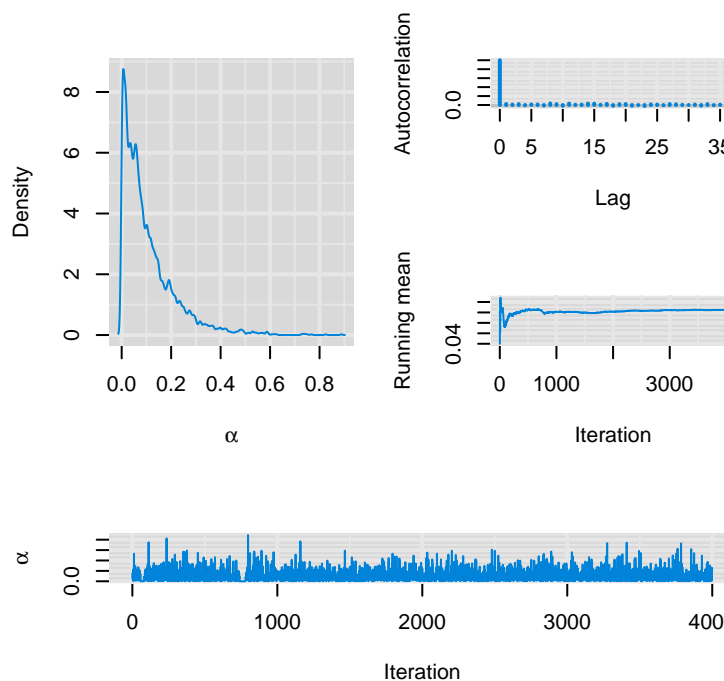 Density
0
2
4
6
8
0.0 0.2 0.4 0.6 0.8
α
Autocorrelation
0.0
0 5 15 25 35
Lag
Running mean
0.04
0 1000 3000
Iteration
α
0.0
0 1000 2000 3000 400
Iteration